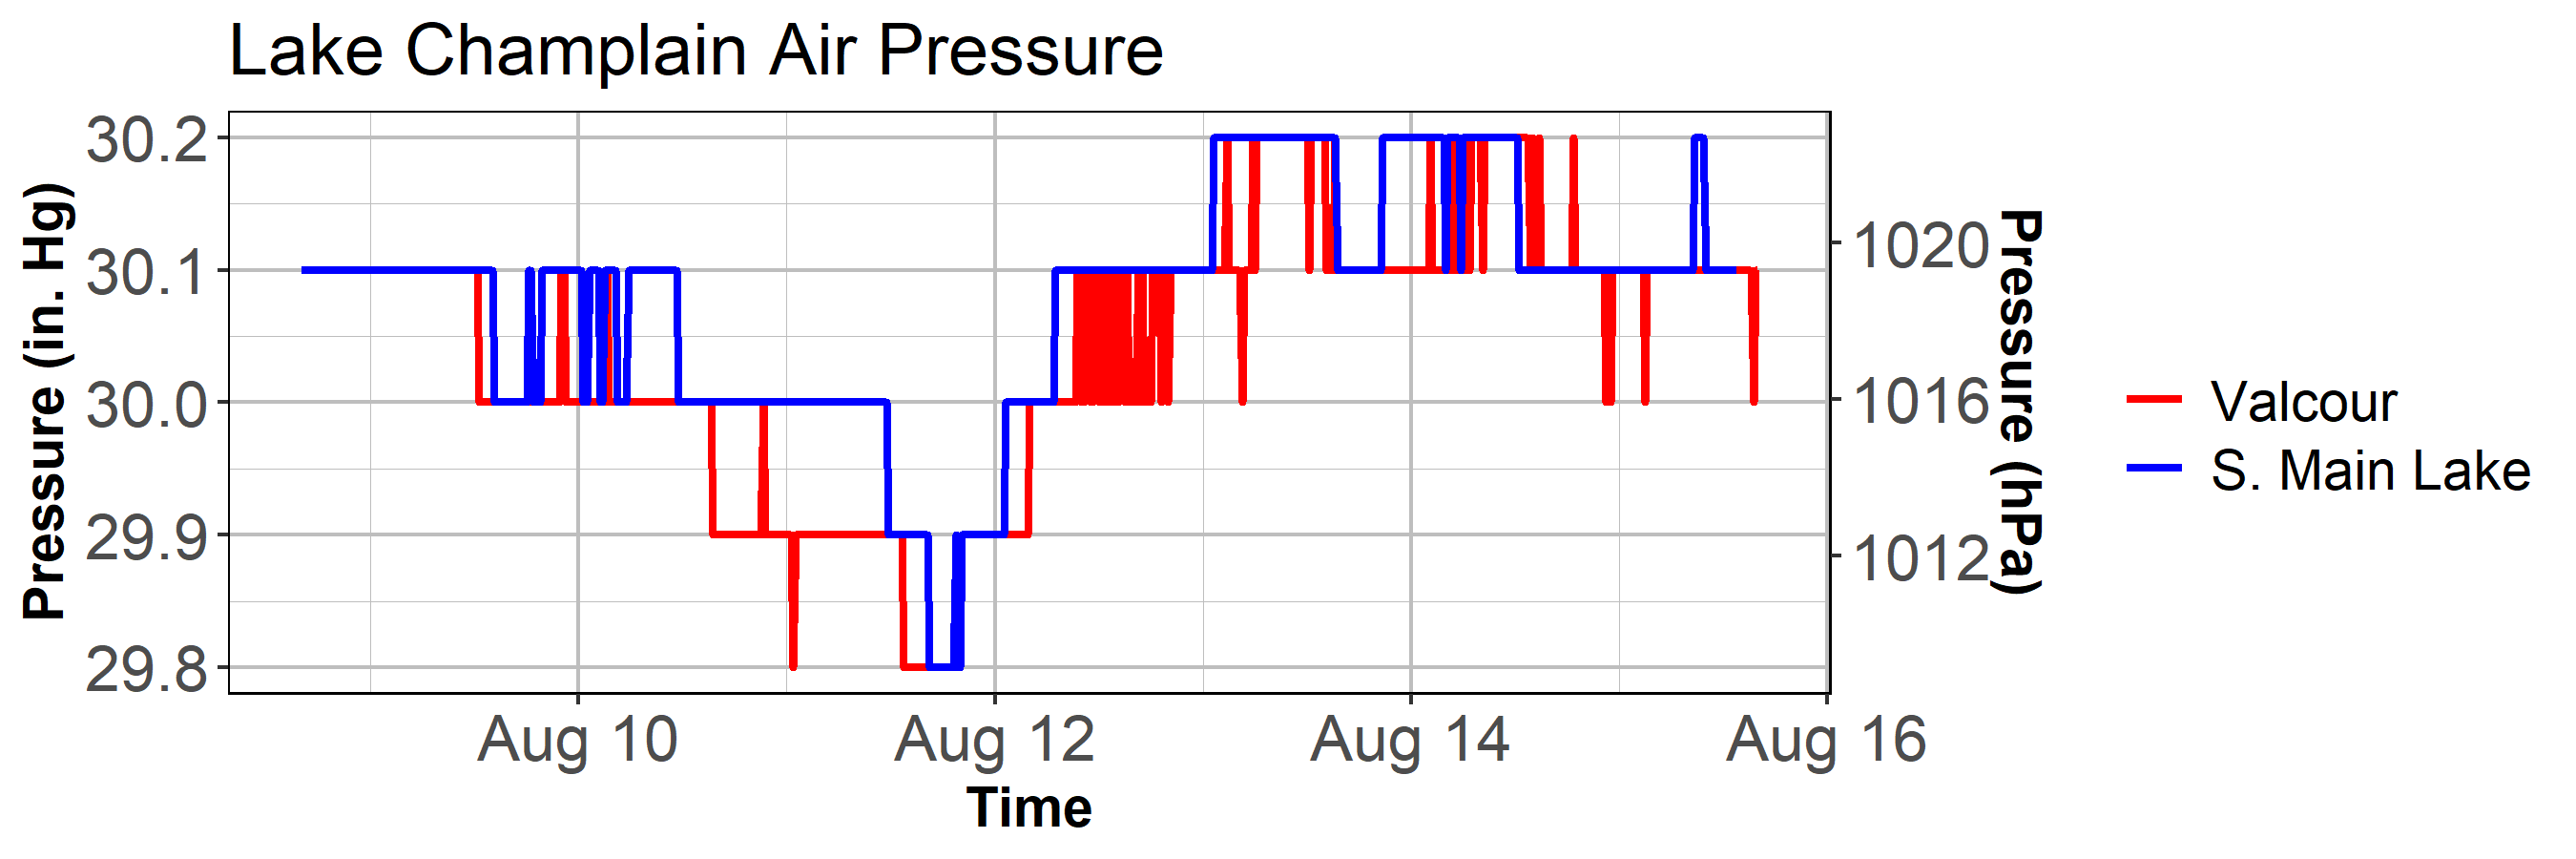 Lake Champlain Air Pressure
Pressure (in. Hg)
30.2
30.1
30.0
29.9
29.8
Aug 10
Aug 12
Aug 14
Aug 16
Time
1020
1016
1012
Pressure (hPa)
Valcour
S. Main Lake